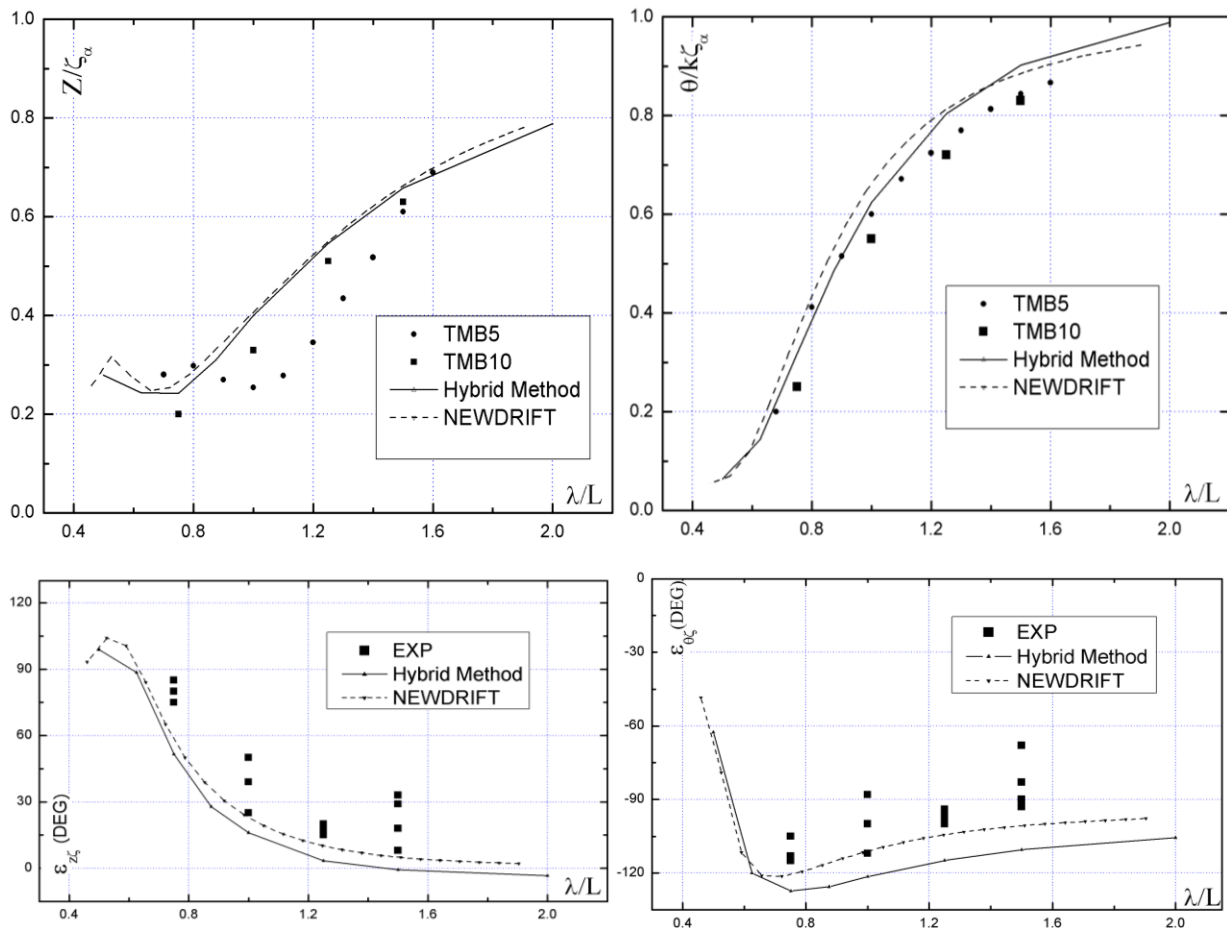 1.0
0.8
0.6
0.4
0.2
0.0
Z/ζα
TMB5
TMB10
Hybrid Method
NEWDRIFT
λ/L
0.4 0.8 1.2 1.6 2.0
1.0
0.8
0.6
0.4
0.2
0.0
θ/kζα
TMB5
TMB10
Hybrid Method
NEWDRIFT
λ/L
0.4 0.8 1.2 1.6 2.0
120
90
60
30
0
εzζ (DEG)
EXP
Hybrid Method
NEWDRIFT
λ/L
0.4 0.8 1.2 1.6 2.0
0
-30
-60
-90
-120
εθζ (DEG)
EXP
Hybrid Method
NEWDRIFT
λ/L
0.4 0.8 1.2 1.6 2.0